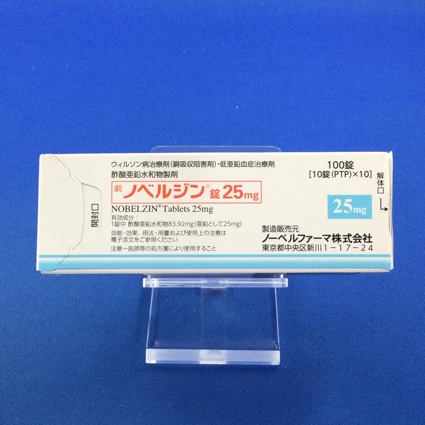 ウィルソン病治療剤(銅吸収阻害剤)・低亜鉛血症治療剤
酢酸亜鉛水和物製剤
劇 ノベルジン®錠25mg
NOBELZIN® Tablets 25mg
有効成分:
1錠中 酢酸亜鉛水和物83.92mg(亜鉛として25mg)
効能・効果、用法・用量および使用上の注意は
電子添文をご参照ください
注意−医師等の処方箋により使用すること
開封口
100錠
[10錠(PTP)×10]
解体口
25mg
製造販売元
ノーベルファーマ株式会社
東京都中央区新川1-17-24